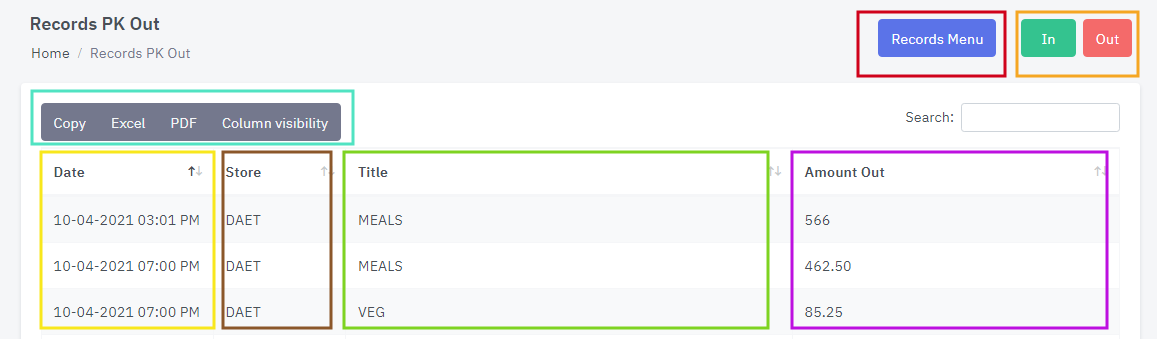 Records PK Out
Home / Records PK Out
Records Menu In Out
Copy Excel PDF Column visibility
Search:
Date Store Title Amount Out
10-04-2021 03:01 PM DAET MEALS 566
10-04-2021 07:00 PM DAET MEALS 462.50
10-04-2021 07:00 PM DAET VEG 85.25